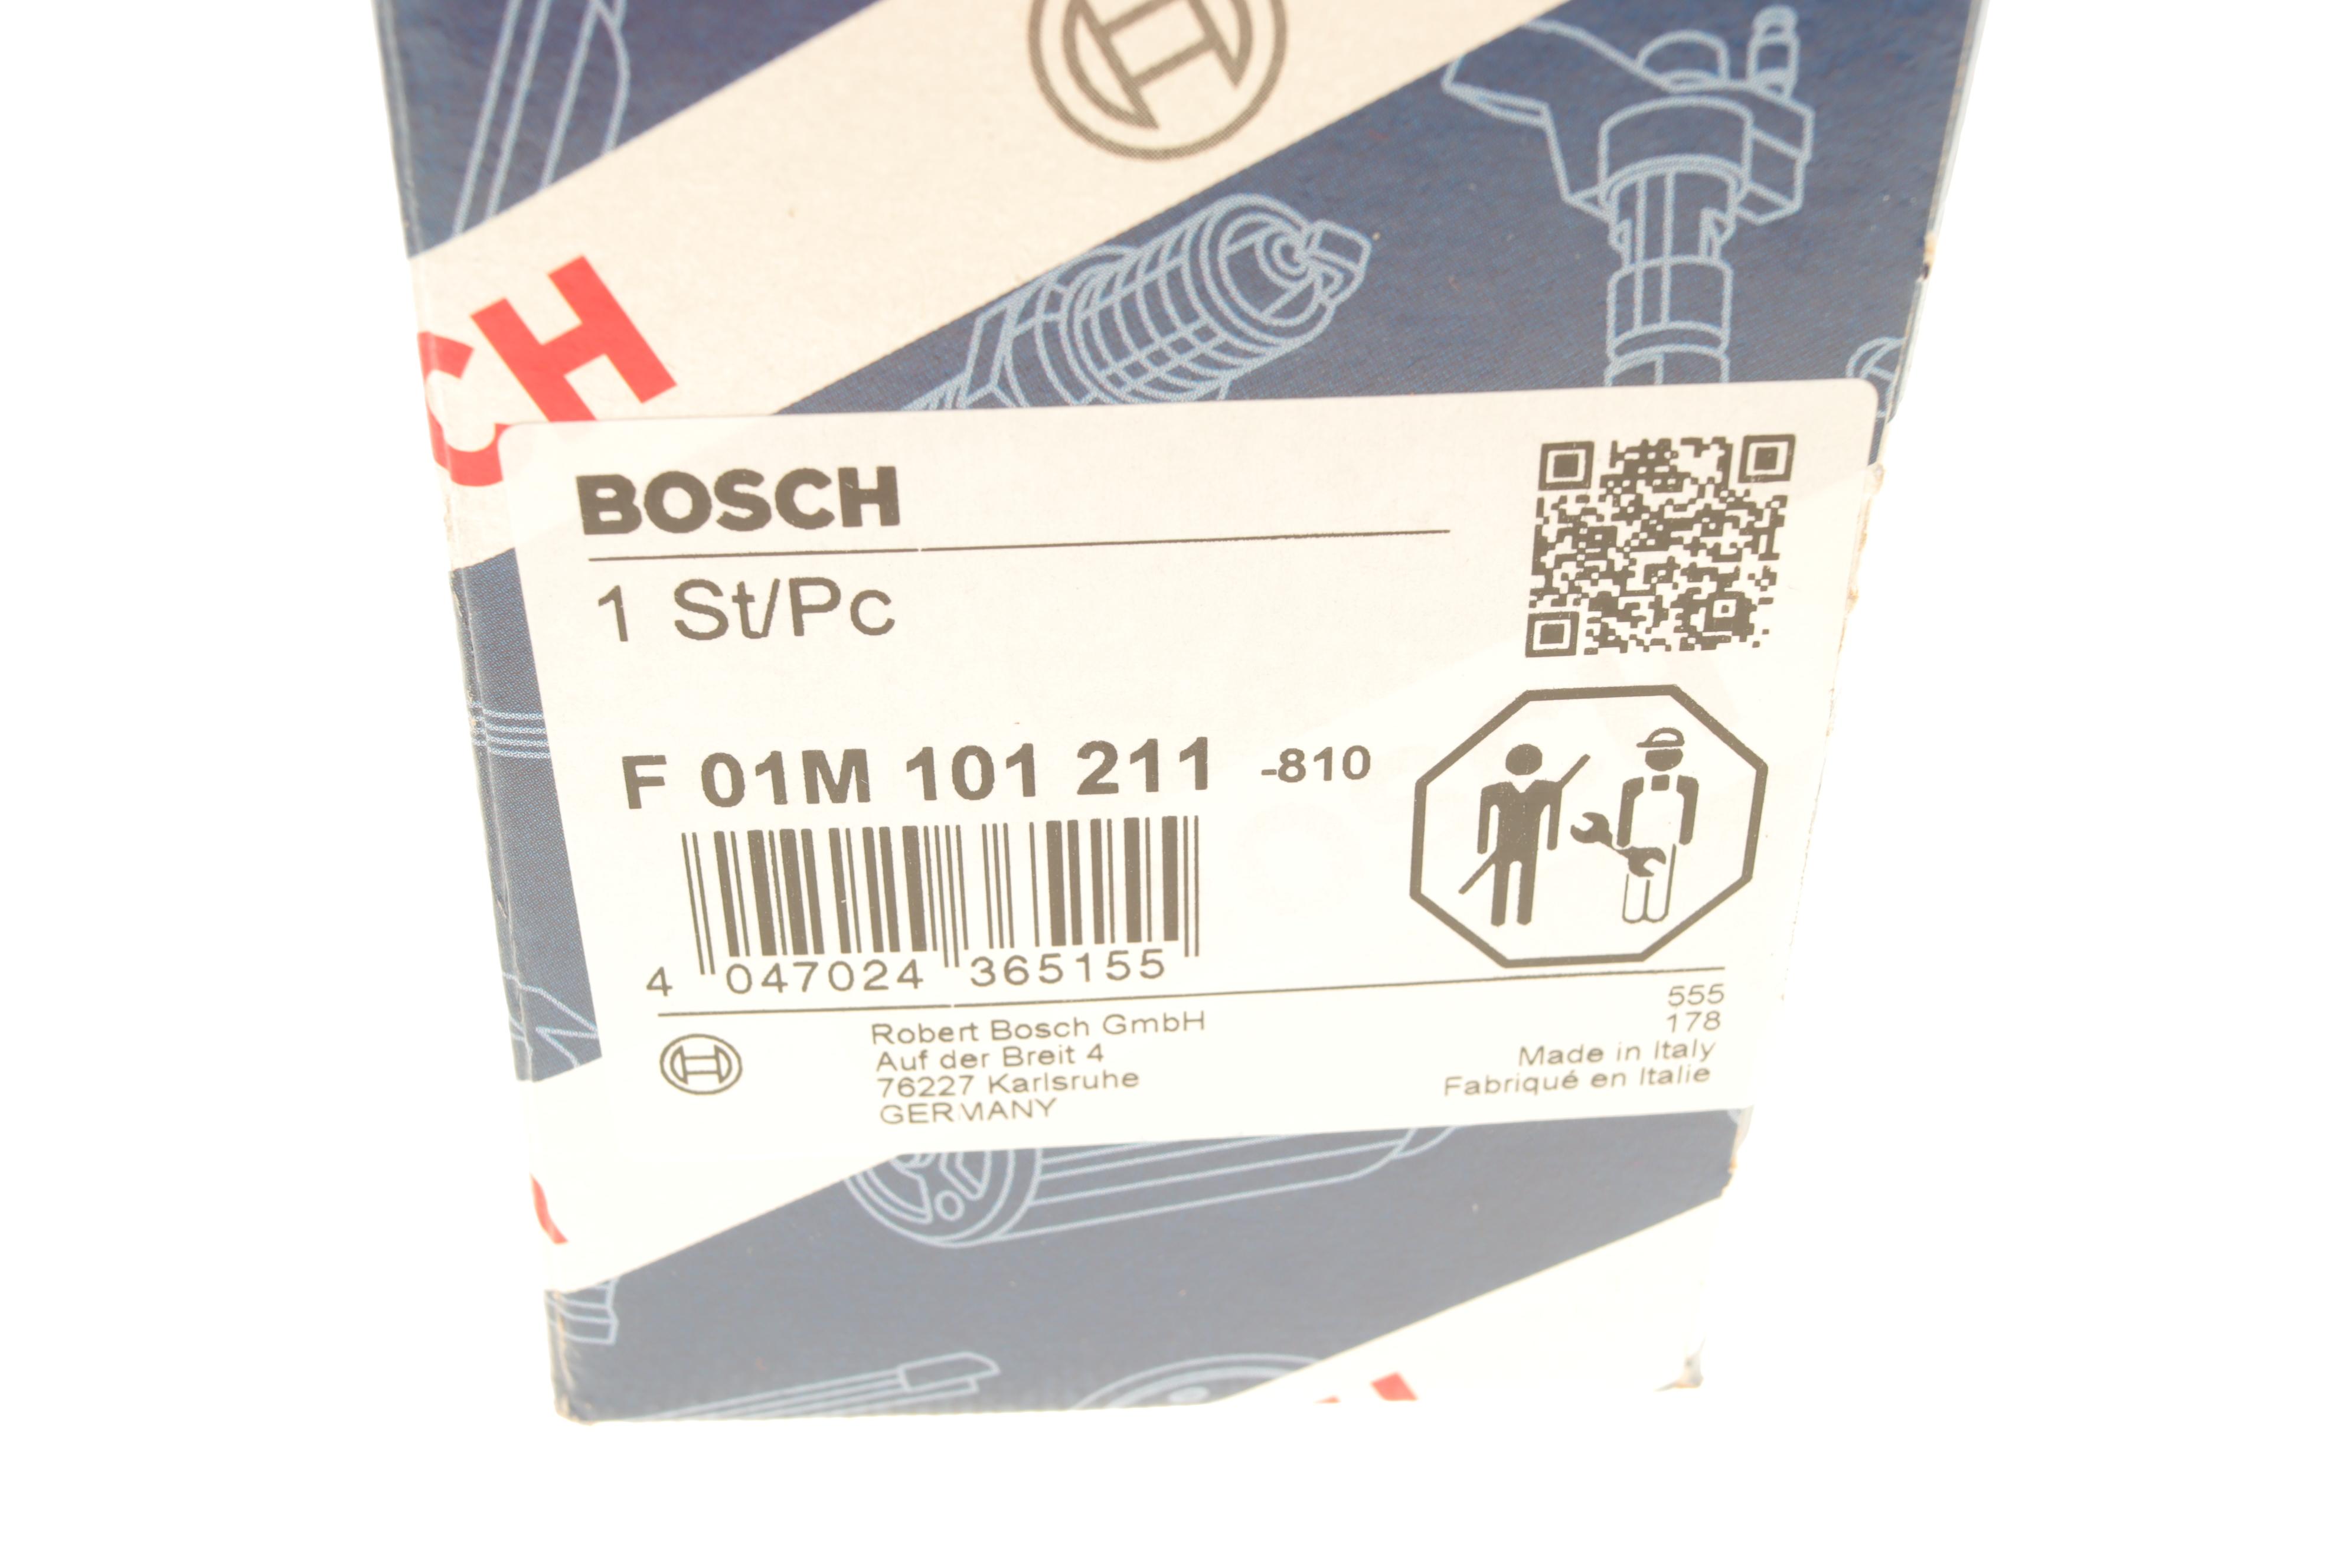 CH
BOSCH
1 St/Pc
F 01M 101 211 -810
4 047024 365155
Robert Bosch GmbH
Auf der Breit 4
76227 Karlsruhe
GERMANY
555
178
Made in Italy
Fabriqué en Italie